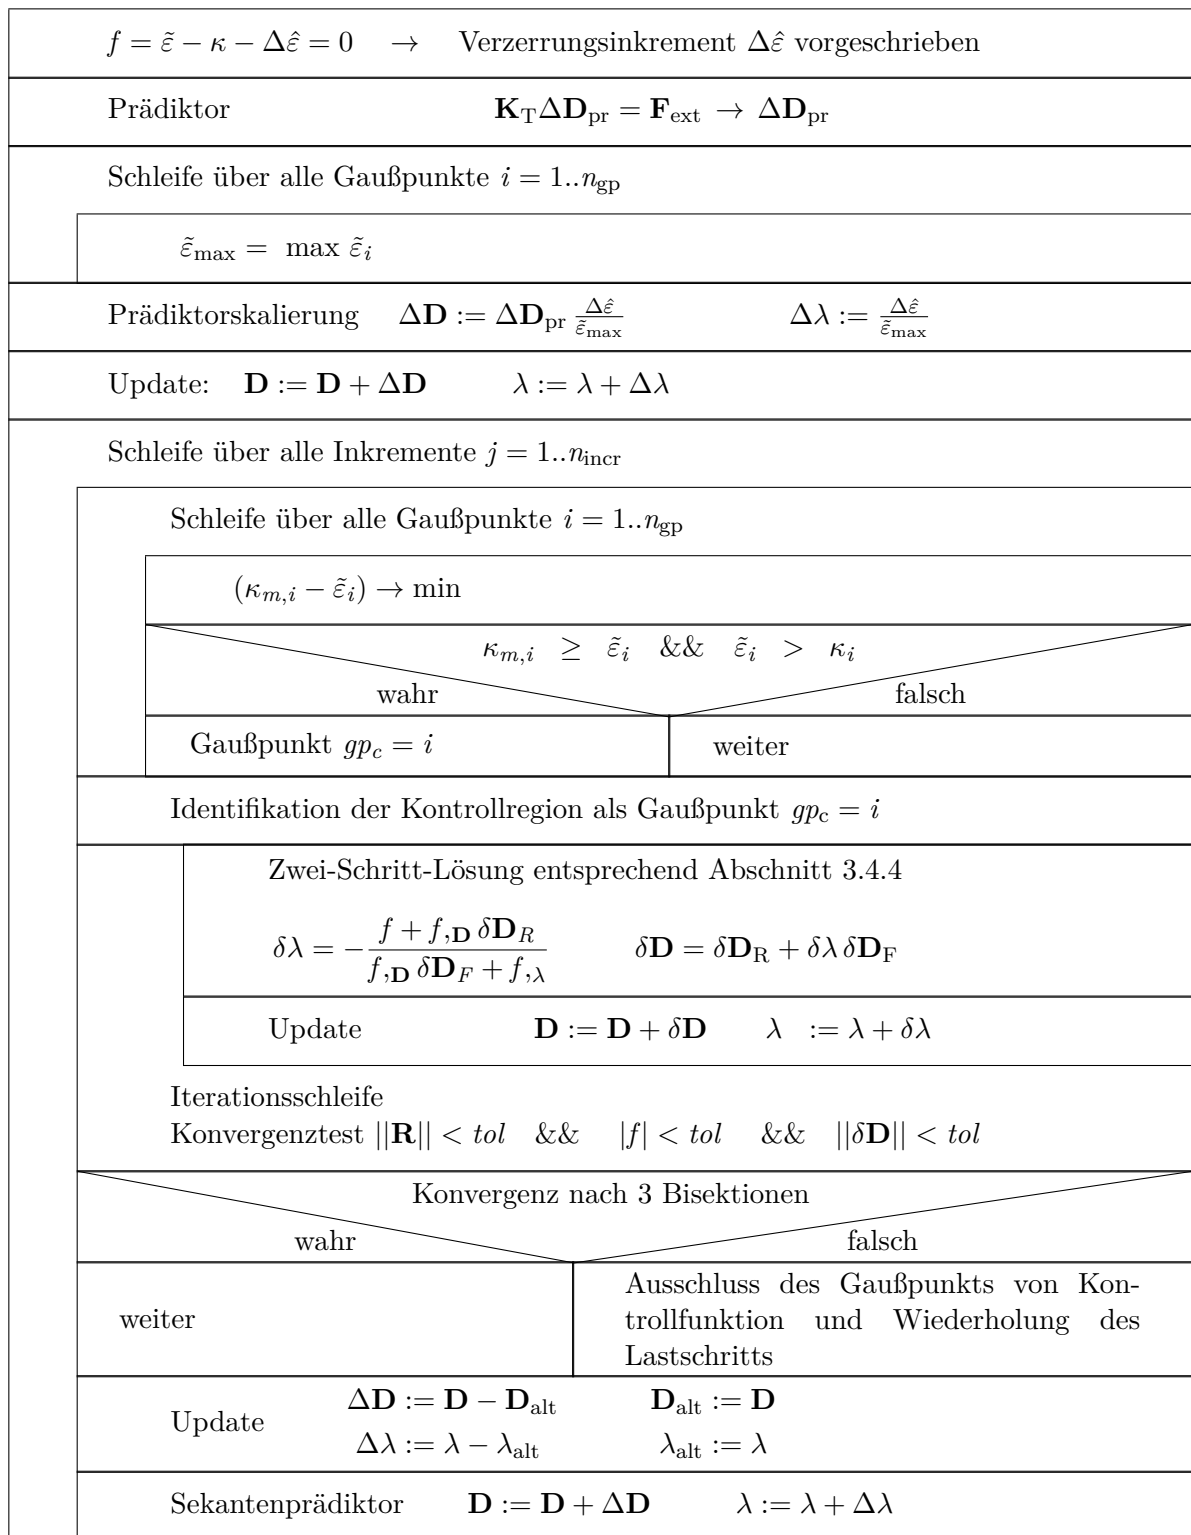 f = ε̃ − κ − Δε̂ = 0 → Verzerrungsinkrement Δε̂ vorgeschrieben
Prädiktor K_T ΔD_pr = F_ext → ΔD_pr
Schleife über alle Gaußpunkte i = 1..n_gp
ε̃_max = max ε̃_i
Prädiktorskalierung ΔD := ΔD_pr Δε̂/ε̃_max Δλ := Δε̂/ε̃_max
Update: D := D + ΔD λ := λ + Δλ
Schleife über alle Inkremente j = 1..n_incr
Schleife über alle Gaußpunkte i = 1..n_gp
(κ_m,i − ε̃_i) → min
κ_m,i ≥ ε̃_i && ε̃_i > κ_i
wahr falsch
Gaußpunkt gp_c = i weiter
Identifikation der Kontrollregion als Gaußpunkt gp_c = i
Zwei-Schritt-Lösung entsprechend Abschnitt 3.4.4
δλ = −(f + f,_D δD_R)/(f,_D δD_F + f,_λ) δD = δD_R + δλ δD_F
Update D := D + δD λ := λ + δλ
Iterationsschleife
Konvergenztest ||R|| < tol && |f| < tol && ||δD|| < tol
Konvergenz nach 3 Bisektionen
wahr falsch
weiter
Ausschluss des Gaußpunkts von Kon-
trollfunktion und Wiederholung des
Lastschritts
Update
ΔD := D − D_alt D_alt := D
Δλ := λ − λ_alt λ_alt := λ
Sekantenprädiktor D := D + ΔD λ := λ + Δλ